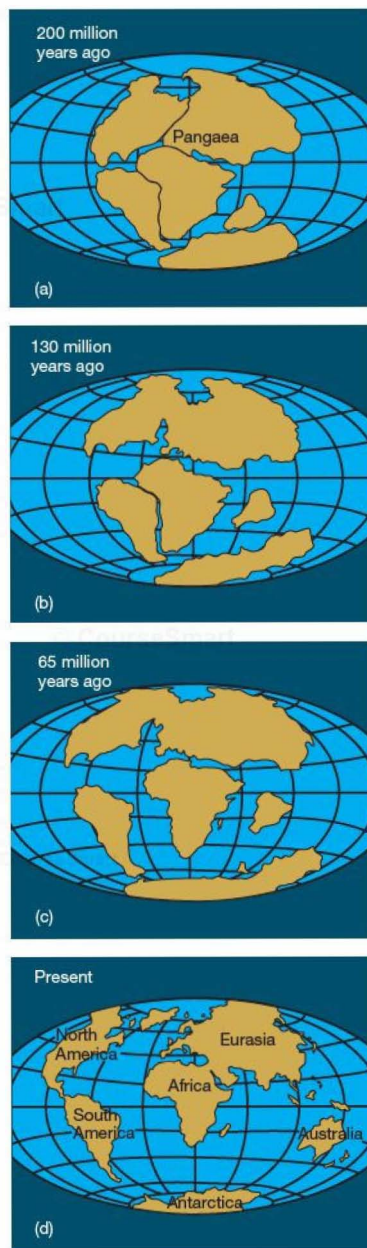 200 million
years ago
Pangaea
(a)
130 million
years ago
(b)
CourseSmart
65 million
years ago
(c)
Present
North
America
Eurasia
Africa
South
America
Australia
Antarctica
(d)